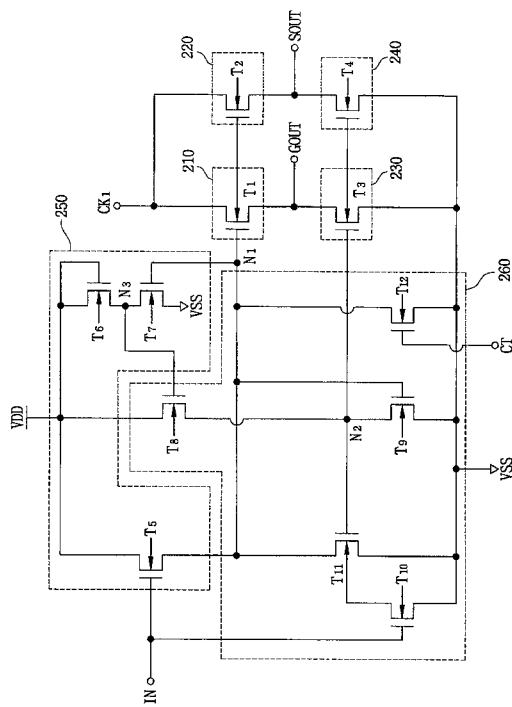 250
VDD
CK1
220
T2
SOUT
210
T1
GOUT
240
T4
230
T3
T6
N3
T7
VSS
N1
T8
T5
260
T12
CT
N2
T9
VSS
T11
T10
IN